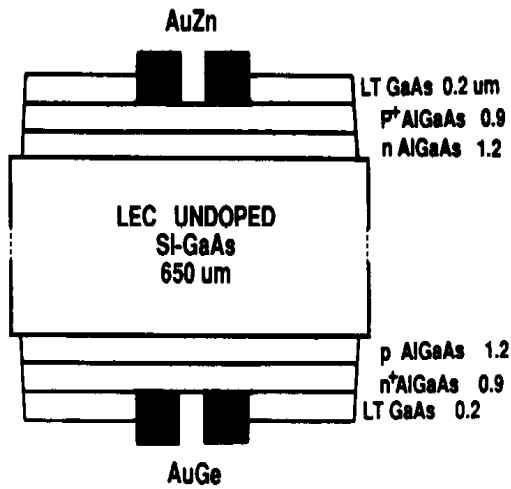 AuZn
LT GaAs 0.2 um
P+ AlGaAs 0.9
n AlGaAs 1.2
LEC UNDOPED
SI-GaAs
650 um
p AlGaAs 1.2
n+AlGaAs 0.9
LT GaAs 0.2
AuGe